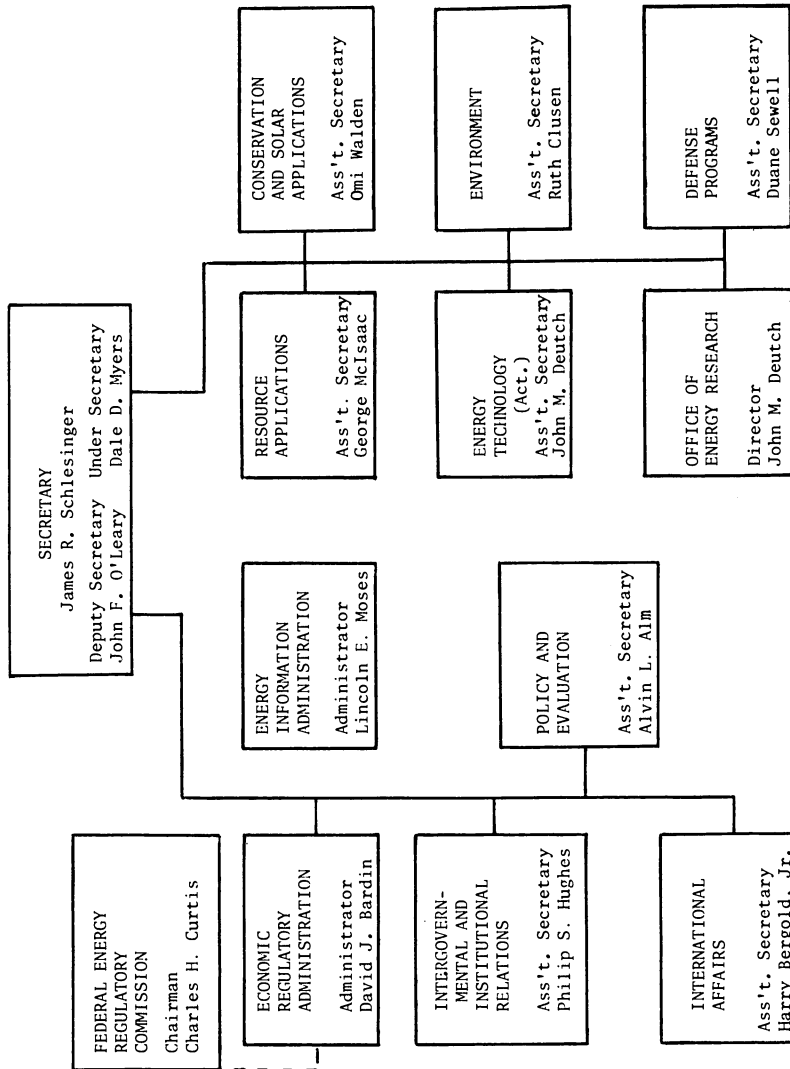 SECRETARY
James R. Schlesinger
Deputy Secretary Under Secretary
John F. O'Leary Dale D. Myers
FEDERAL ENERGY
REGULATORY
COMMISSION
Chairman
Charles H. Curtis
ECONOMIC
REGULATORY
ADMINISTRATION
Administrator
David J. Bardin
INTERGOVERN-
MENTAL AND
INSTITUTIONAL
RELATIONS
Ass't. Secretary
Philip S. Hughes
INTERNATIONAL
AFFAIRS
Ass't. Secretary
Harry Bergold, Jr.
ENERGY
INFORMATION
ADMINISTRATION
Administrator
Lincoln E. Moses
POLICY AND
EVALUATION
Ass't. Secretary
Alvin L. Alm
RESOURCE
APPLICATIONS
Ass't. Secretary
George McIsaac
ENERGY
TECHNOLOGY
(Act.)
Ass't. Secretary
John M. Deutch
OFFICE OF
ENERGY RESEARCH
Director
John M. Deutch
CONSERVATION
AND SOLAR
APPLICATIONS
Ass't. Secretary
Omi Walden
ENVIRONMENT
Ass't. Secretary
Ruth Clusen
DEFENSE
PROGRAMS
Ass't. Secretary
Duane Sewell